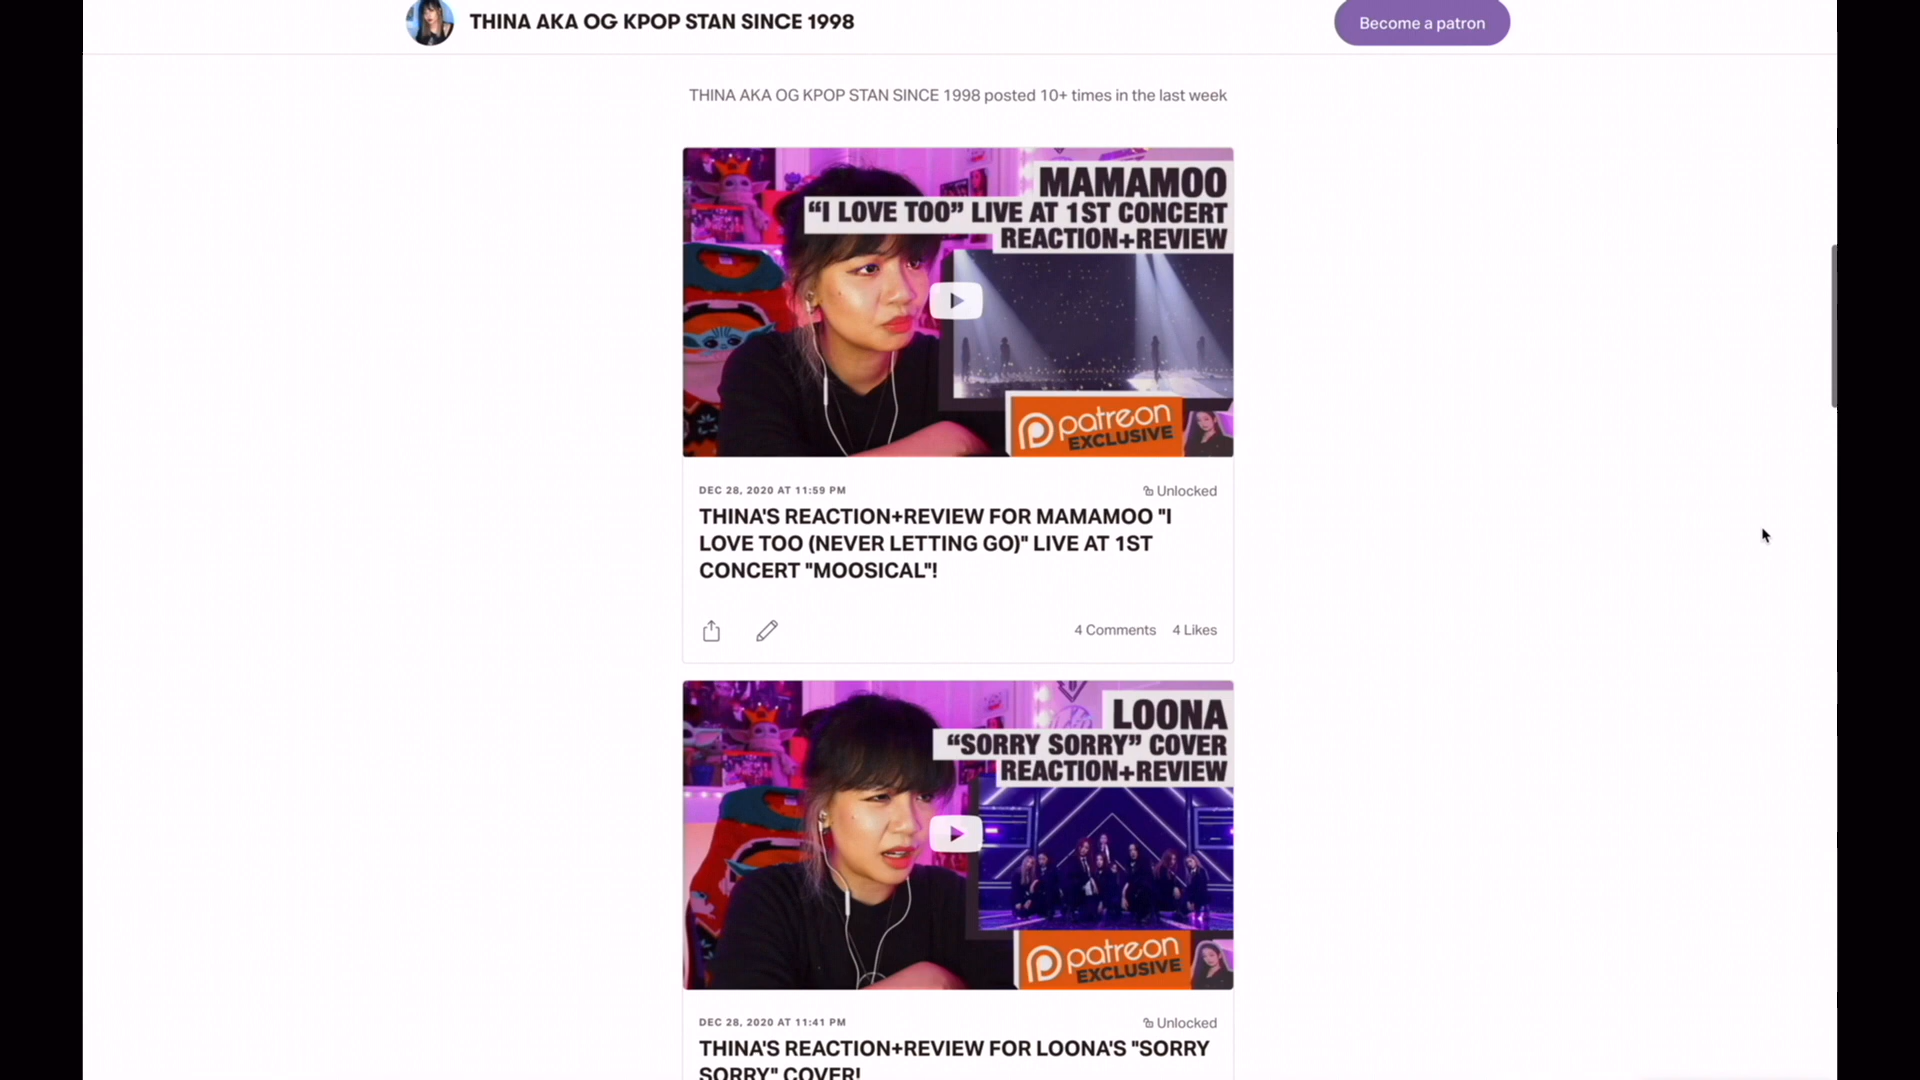 THINA AKA OG KPOP STAN SINCE 1998
Become a patron
THINA AKA OG KPOP STAN SINCE 1998 posted 10+ times in the last week
MAMAMOO
“I LOVE TOO” LIVE AT 1ST CONCERT
REACTION+REVIEW
patreon
EXCLUSIVE
DEC 28, 2020 AT 11:59 PM
Unlocked
THINA'S REACTION+REVIEW FOR MAMAMOO "I
LOVE TOO (NEVER LETTING GO)" LIVE AT 1ST
CONCERT "MOOSICAL"!
4 Comments
4 Likes
LOONA
“SORRY SORRY” COVER
REACTION+REVIEW
patreon
EXCLUSIVE
DEC 28, 2020 AT 11:41 PM
Unlocked
THINA'S REACTION+REVIEW FOR LOONA'S "SORRY
SORRY" COVER!